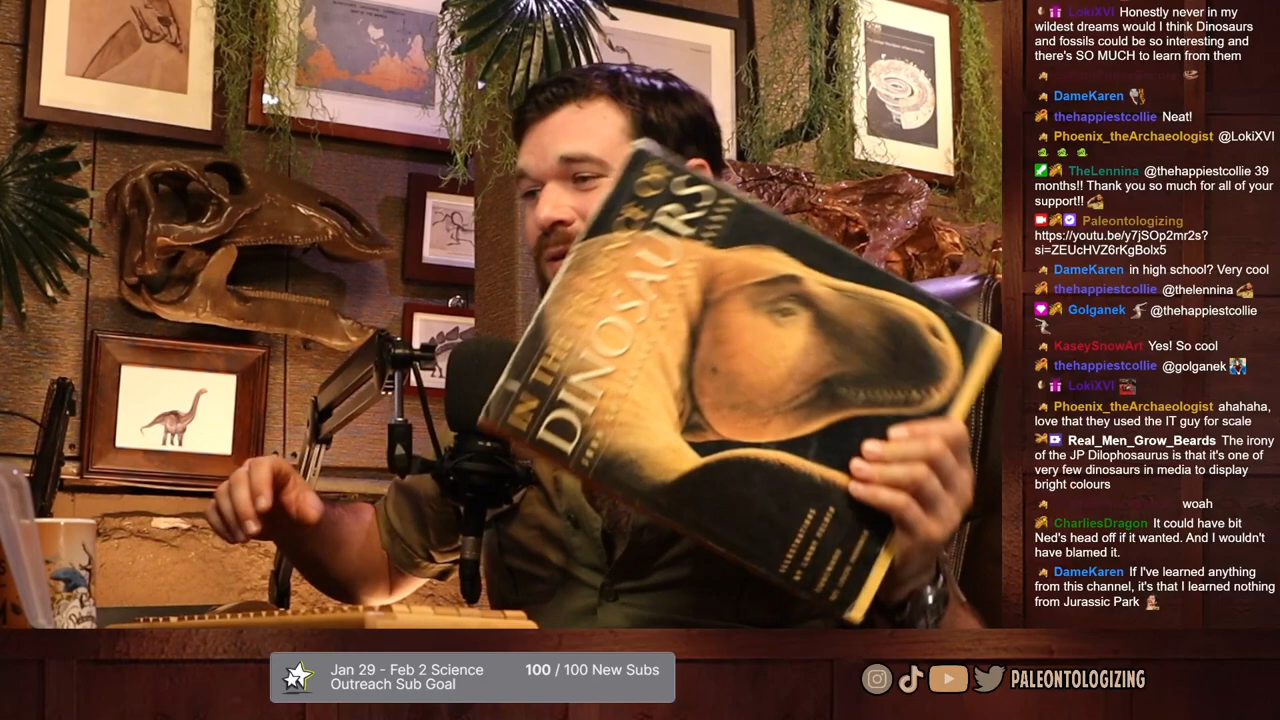 DINOSAURS
IN THE
ILLUSTRATIONS
LokiXVI Honestly never in my
wildest dreams would I think Dinosaurs
and fossils could be so interesting and
there's SO MUCH to learn from them
DameKaren
thehappiestcollie Neat!
Phoenix_theArchaeologist @LokiXVI
TheLennina @thehappiestcollie 39
months!! Thank you so much for all of your
support!!
Paleontologizing
https://youtu.be/y7jSOp2mr2s?
si=ZEUcHVZ6rKgBolx5
DameKaren in high school? Very cool
thehappiestcollie @thelennina
Golganek @thehappiestcollie
KaseySnowArt Yes! So cool
thehappiestcollie @golganek
LokiXVI
Phoenix_theArchaeologist ahahaha,
love that they used the IT guy for scale
Real_Men_Grow_Beards The irony
of the JP Dilophosaurus is that it's one of
very few dinosaurs in media to display
bright colours
woah
CharliesDragon It could have bit
Ned's head off if it wanted. And I wouldn't
have blamed it.
DameKaren If I've learned anything
from this channel, it's that I learned nothing
from Jurassic Park
Jan 29 - Feb 2 Science
Outreach Sub Goal
100 / 100 New Subs
PALEONTOLOGIZING